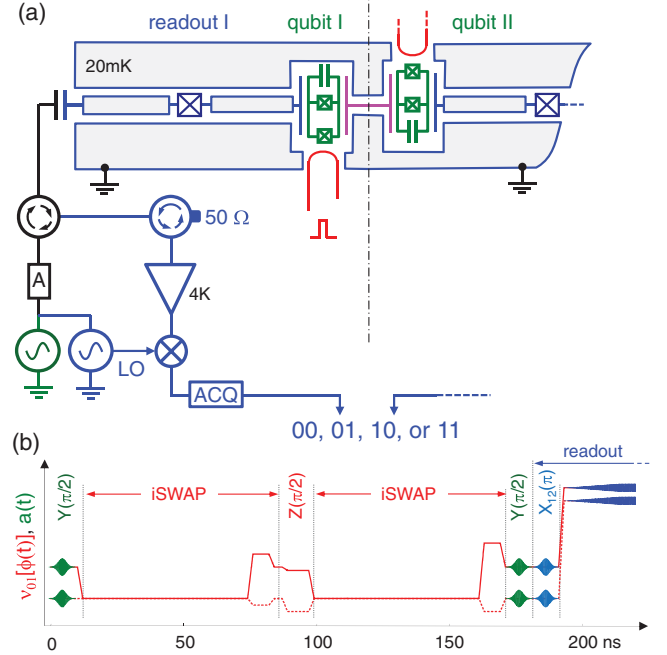 (a)
readout I
qubit I
qubit II
20mK
50 Ω
A
4K
LO
ACQ
00, 01, 10, or 11
(b)
readout
Y(π/2)
iSWAP
Z(π/2)
iSWAP
Y(π/2)
X₁₂(π)
ν₀₁[ϕ(t)], a(t)
0
50
100
150
200 ns